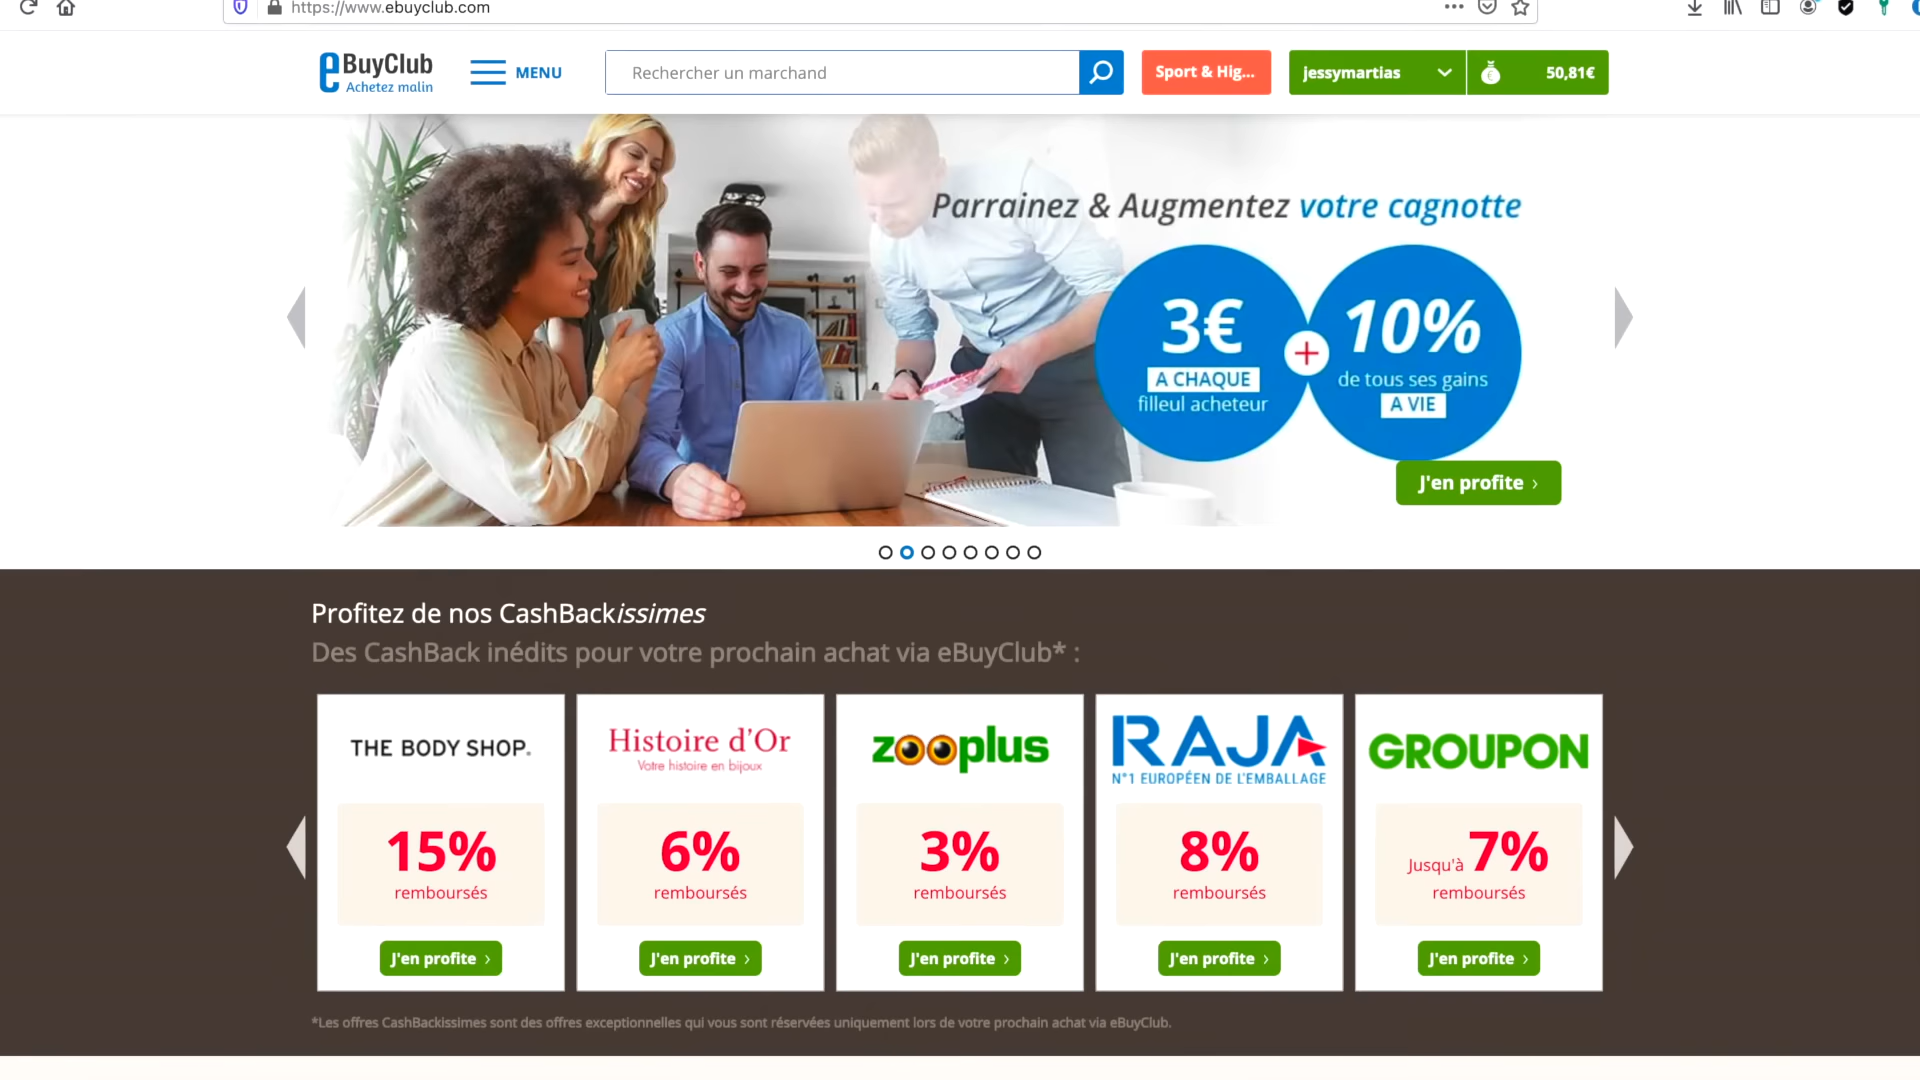 https://www.ebuyclub.com
eBuyClub
Achetez malin
MENU
Rechercher un marchand
Sport & Hig...
jessymartias
50,81€
Parrainez & Augmentez votre cagnotte
3€
A CHAQUE
filleul acheteur
+
10%
de tous ses gains
A VIE
J'en profite ›
Profitez de nos CashBackissimes
Des CashBack inédits pour votre prochain achat via eBuyClub* :
THE BODY SHOP.
15%
remboursés
J'en profite ›
Histoire d'Or
Votre histoire en bijoux
6%
remboursés
J'en profite ›
zooplus
3%
remboursés
J'en profite ›
RAJA
N°1 EUROPÉEN DE L'EMBALLAGE
8%
remboursés
J'en profite ›
GROUPON
Jusqu'à 7%
remboursés
J'en profite ›
*Les offres CashBackissimes sont des offres exceptionnelles qui vous sont réservées uniquement lors de votre prochain achat via eBuyClub.